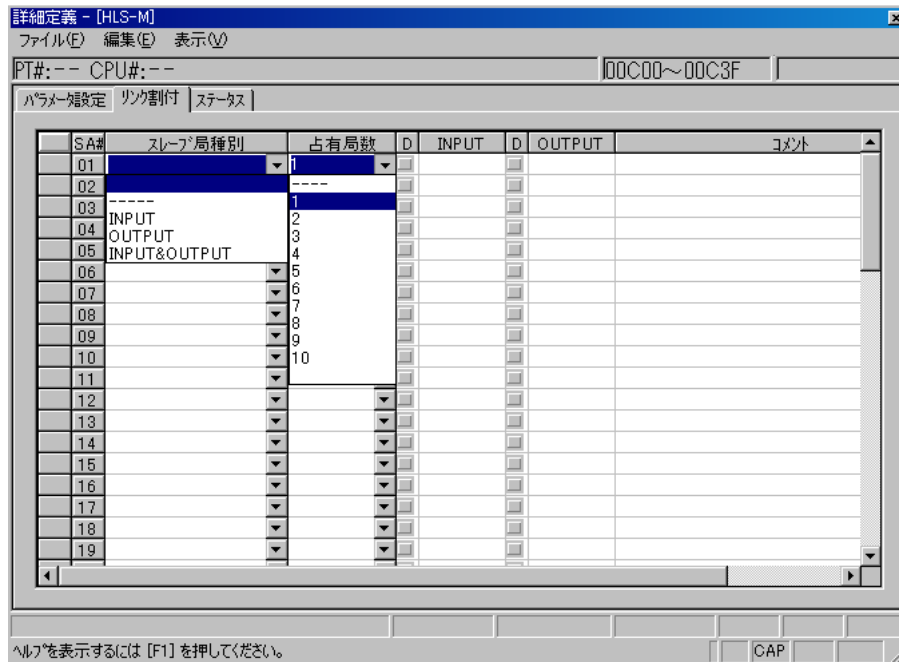 詳細定義 - [HLS-M]
ファイル(F) 編集(E) 表示(V)
PT#:-- CPU#:-- 00C00～00C3F
パラメータ設定 リンク割付 ステータス
SA# スレーブ局種別 占有局数 D INPUT D OUTPUT コメント
01 1
02 ----
03 ----- 1
INPUT 2
04 OUTPUT 3
05 INPUT&OUTPUT 4
06 5
07 6
7
08 8
09 9
10 10
11
12
13
14
15
16
17
18
19
ヘルプを表示するには [F1] を押してください。 CAP